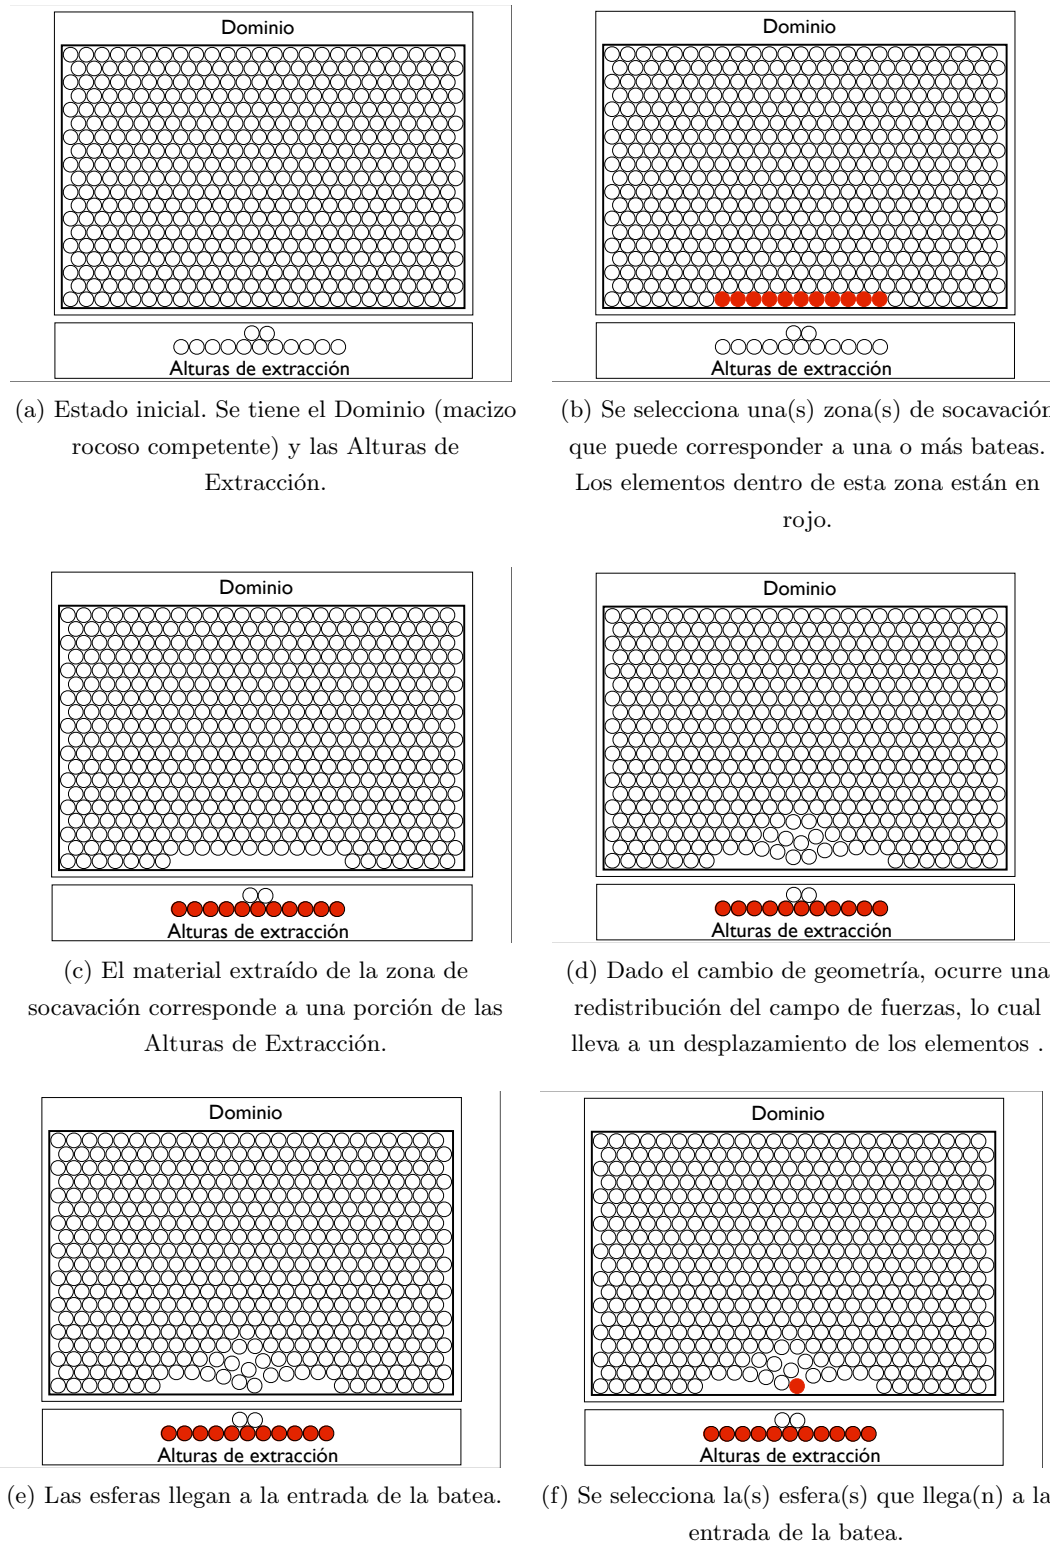 Dominio
Alturas de extracción
(a) Estado inicial. Se tiene el Dominio (macizo
rocoso competente) y las Alturas de
Extracción.
Dominio
Alturas de extracción
(b) Se selecciona una(s) zona(s) de socavación
que puede corresponder a una o más bateas.
Los elementos dentro de esta zona están en
rojo.
Dominio
Alturas de extracción
(c) El material extraído de la zona de
socavación corresponde a una porción de las
Alturas de Extracción.
Dominio
Alturas de extracción
(d) Dado el cambio de geometría, ocurre una
redistribución del campo de fuerzas, lo cual
lleva a un desplazamiento de los elementos .
Dominio
Alturas de extracción
(e) Las esferas llegan a la entrada de la batea.
Dominio
Alturas de extracción
(f) Se selecciona la(s) esfera(s) que llega(n) a la
entrada de la batea.